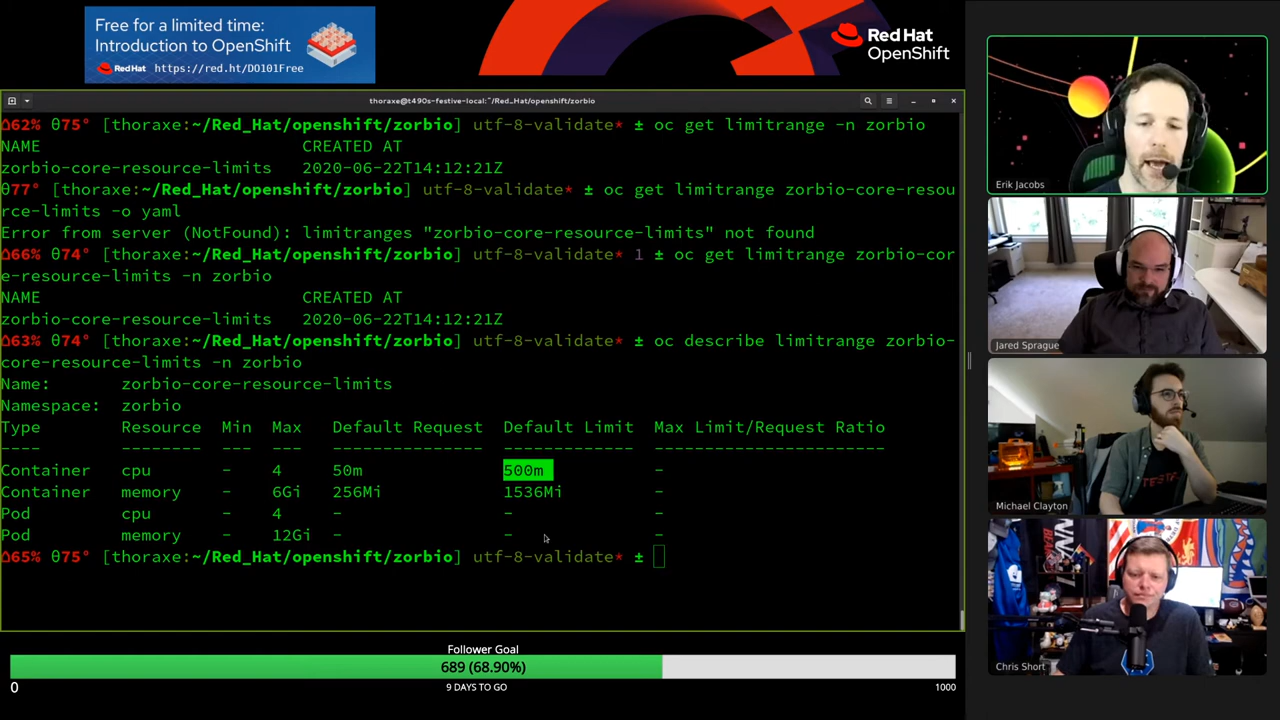 Free for a limited time:
Introduction to OpenShift
Red Hat https://red.ht/DO101Free
Red Hat
OpenShift
thoraxe@t490s-festive-local:~/Red_Hat/openshift/zorbio
Δ62% θ75° [thoraxe:~/Red_Hat/openshift/zorbio] utf-8-validate* ± oc get limitrange -n zorbio
NAME CREATED AT
zorbio-core-resource-limits 2020-06-22T14:12:21Z
θ77° [thoraxe:~/Red_Hat/openshift/zorbio] utf-8-validate* ± oc get limitrange zorbio-core-resou
rce-limits -o yaml
Error from server (NotFound): limitranges "zorbio-core-resource-limits" not found
Δ66% θ74° [thoraxe:~/Red_Hat/openshift/zorbio] utf-8-validate* 1 ± oc get limitrange zorbio-cor
e-resource-limits -n zorbio
NAME CREATED AT
zorbio-core-resource-limits 2020-06-22T14:12:21Z
Δ63% θ74° [thoraxe:~/Red_Hat/openshift/zorbio] utf-8-validate* ± oc describe limitrange zorbio-
core-resource-limits -n zorbio
Name: zorbio-core-resource-limits
Namespace: zorbio
Type Resource Min Max Default Request Default Limit Max Limit/Request Ratio
---- -------- --- --- --------------- ------------- -----------------------
Container cpu - 4 50m 500m -
Container memory - 6Gi 256Mi 1536Mi -
Pod cpu - 4 - - -
Pod memory - 12Gi - - -
Δ65% θ75° [thoraxe:~/Red_Hat/openshift/zorbio] utf-8-validate* ±
Follower Goal
689 (68.90%)
0 9 DAYS TO GO 1000
Erik Jacobs
Jared Sprague
Michael Clayton
Chris Short